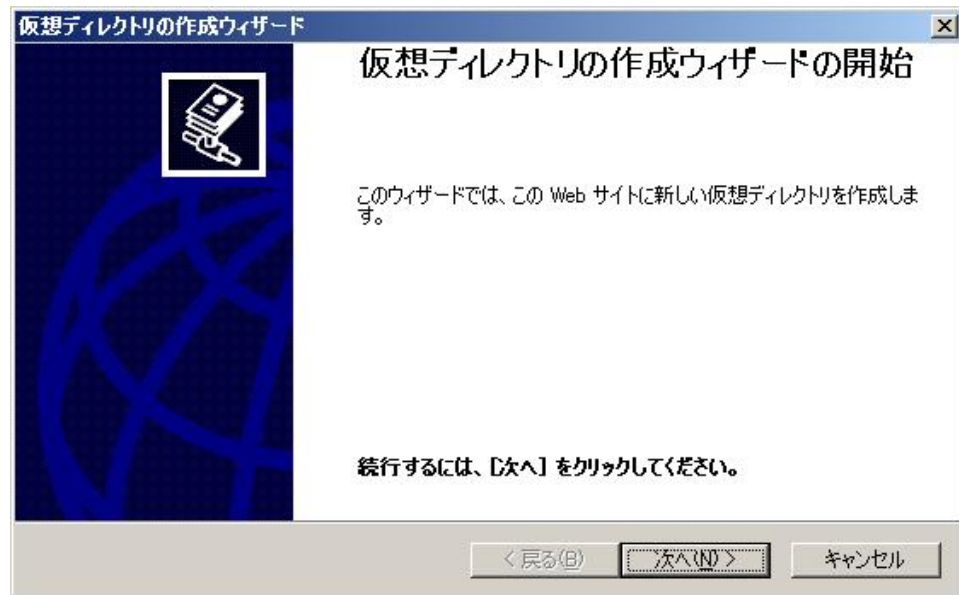 仮想ディレクトリの作成ウィザード
仮想ディレクトリの作成ウィザードの開始
このウィザードでは、この Web サイトに新しい仮想ディレクトリを作成しま
す。
続行するには、[次へ] をクリックしてください。
< 戻る(B)
次へ(N) >
キャンセル